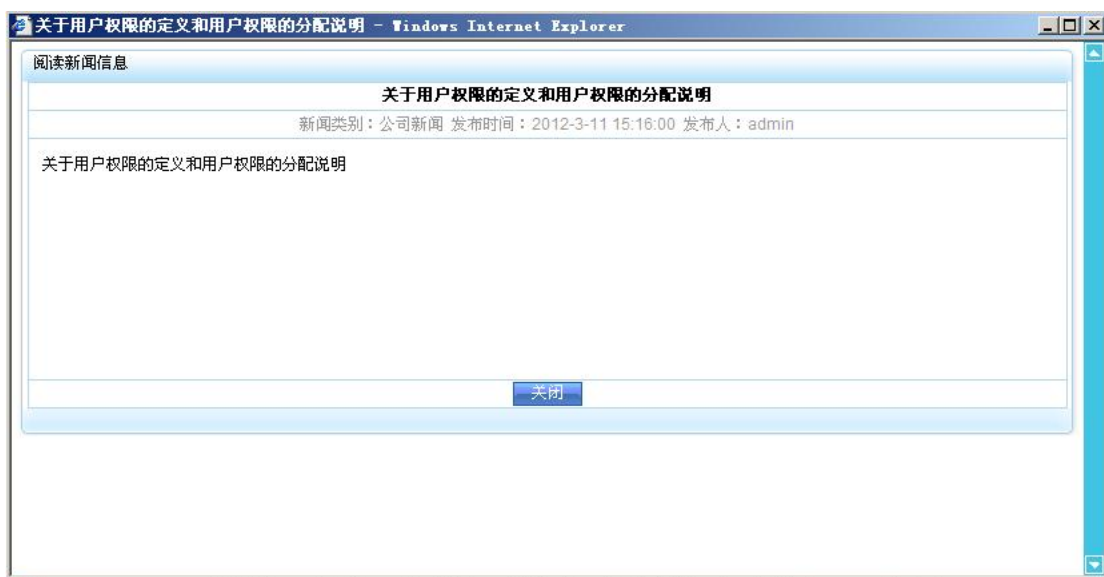 关于用户权限的定义和用户权限的分配说明 - Windows Internet Explorer
阅读新闻信息
关于用户权限的定义和用户权限的分配说明
新闻类别：公司新闻 发布时间：2012-3-11 15:16:00 发布人：admin
关于用户权限的定义和用户权限的分配说明
关闭